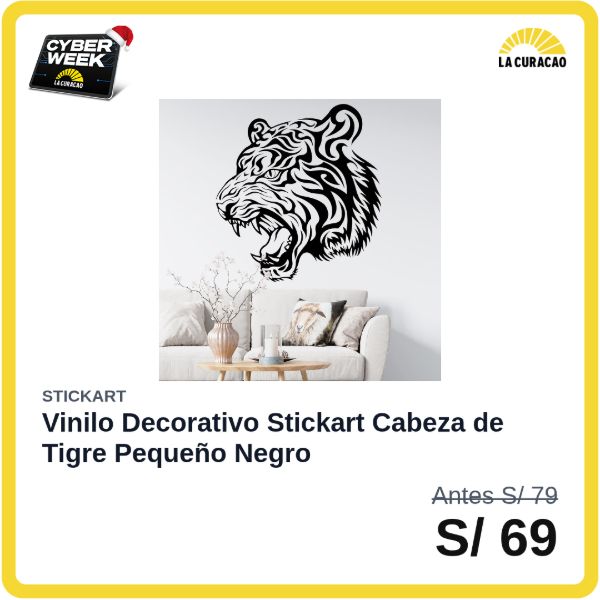 CYBER
WEEK
LA CURACAO
LA CURACAO
STICKART
Vinilo Decorativo Stickart Cabeza de
Tigre Pequeño Negro
Antes S/ 79
S/ 69